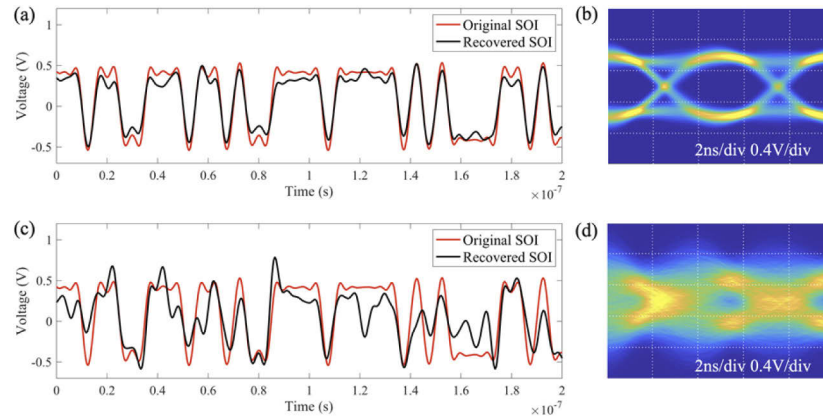 (a)
Original SOI
Recovered SOI
Voltage (V)
1
0.5
0
-0.5
0
0.2
0.4
0.6
0.8
1
1.2
1.4
1.6
1.8
2
Time (s)
×10⁻⁷
(b)
2ns/div 0.4V/div
(c)
Original SOI
Recovered SOI
Voltage (V)
1
0.5
0
-0.5
0
0.2
0.4
0.6
0.8
1
1.2
1.4
1.6
1.8
2
Time (s)
×10⁻⁷
(d)
2ns/div 0.4V/div